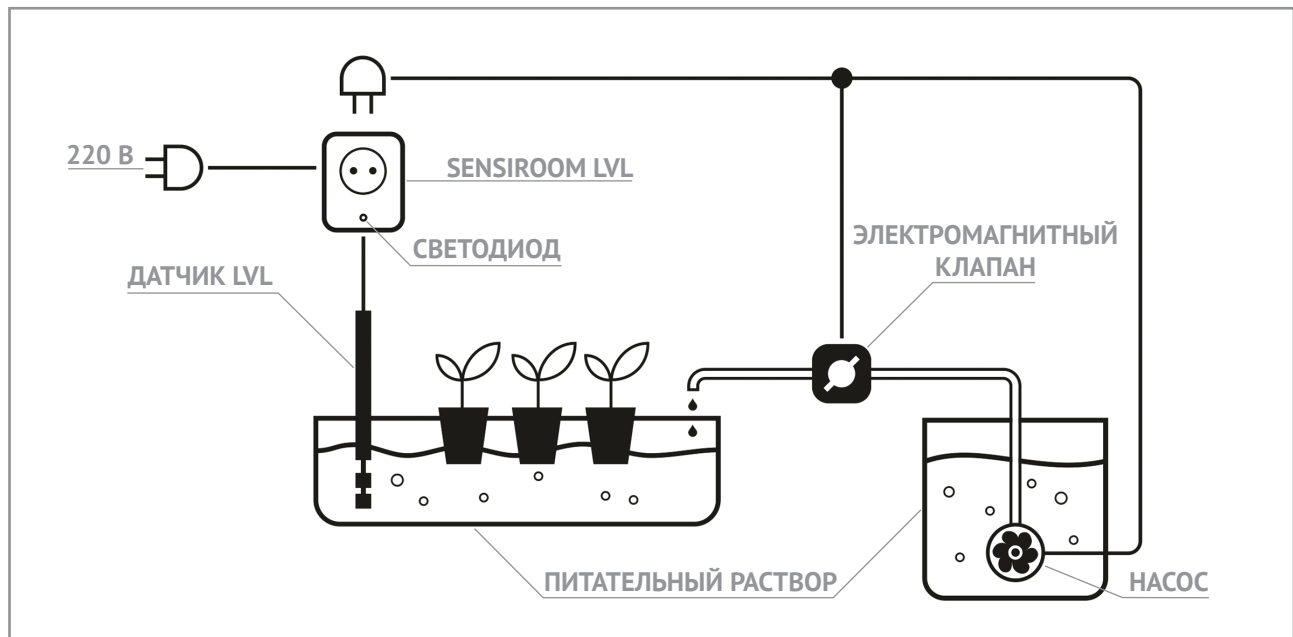 220 В
SENSIROOM LVL
СВЕТОДИОД
ДАТЧИК LVL
ЭЛЕКТРОМАГНИТНЫЙ
КЛАПАН
ПИТАТЕЛЬНЫЙ РАСТВОР
НАСОС